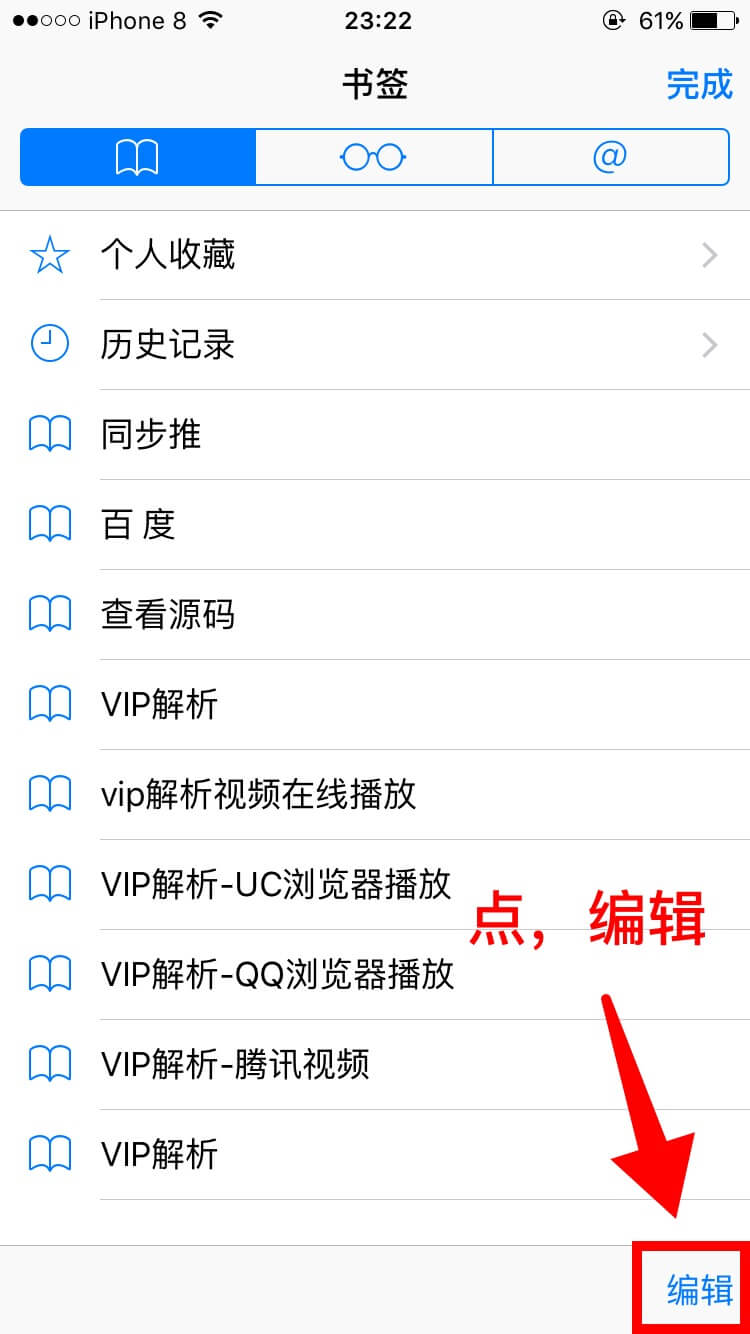 iPhone 8 23:22 61%
书签 完成
@
个人收藏
历史记录
同步推
百 度
查看源码
VIP解析
vip解析视频在线播放
VIP解析-UC浏览器播放
点，编辑
VIP解析-QQ浏览器播放
VIP解析-腾讯视频
VIP解析
编辑